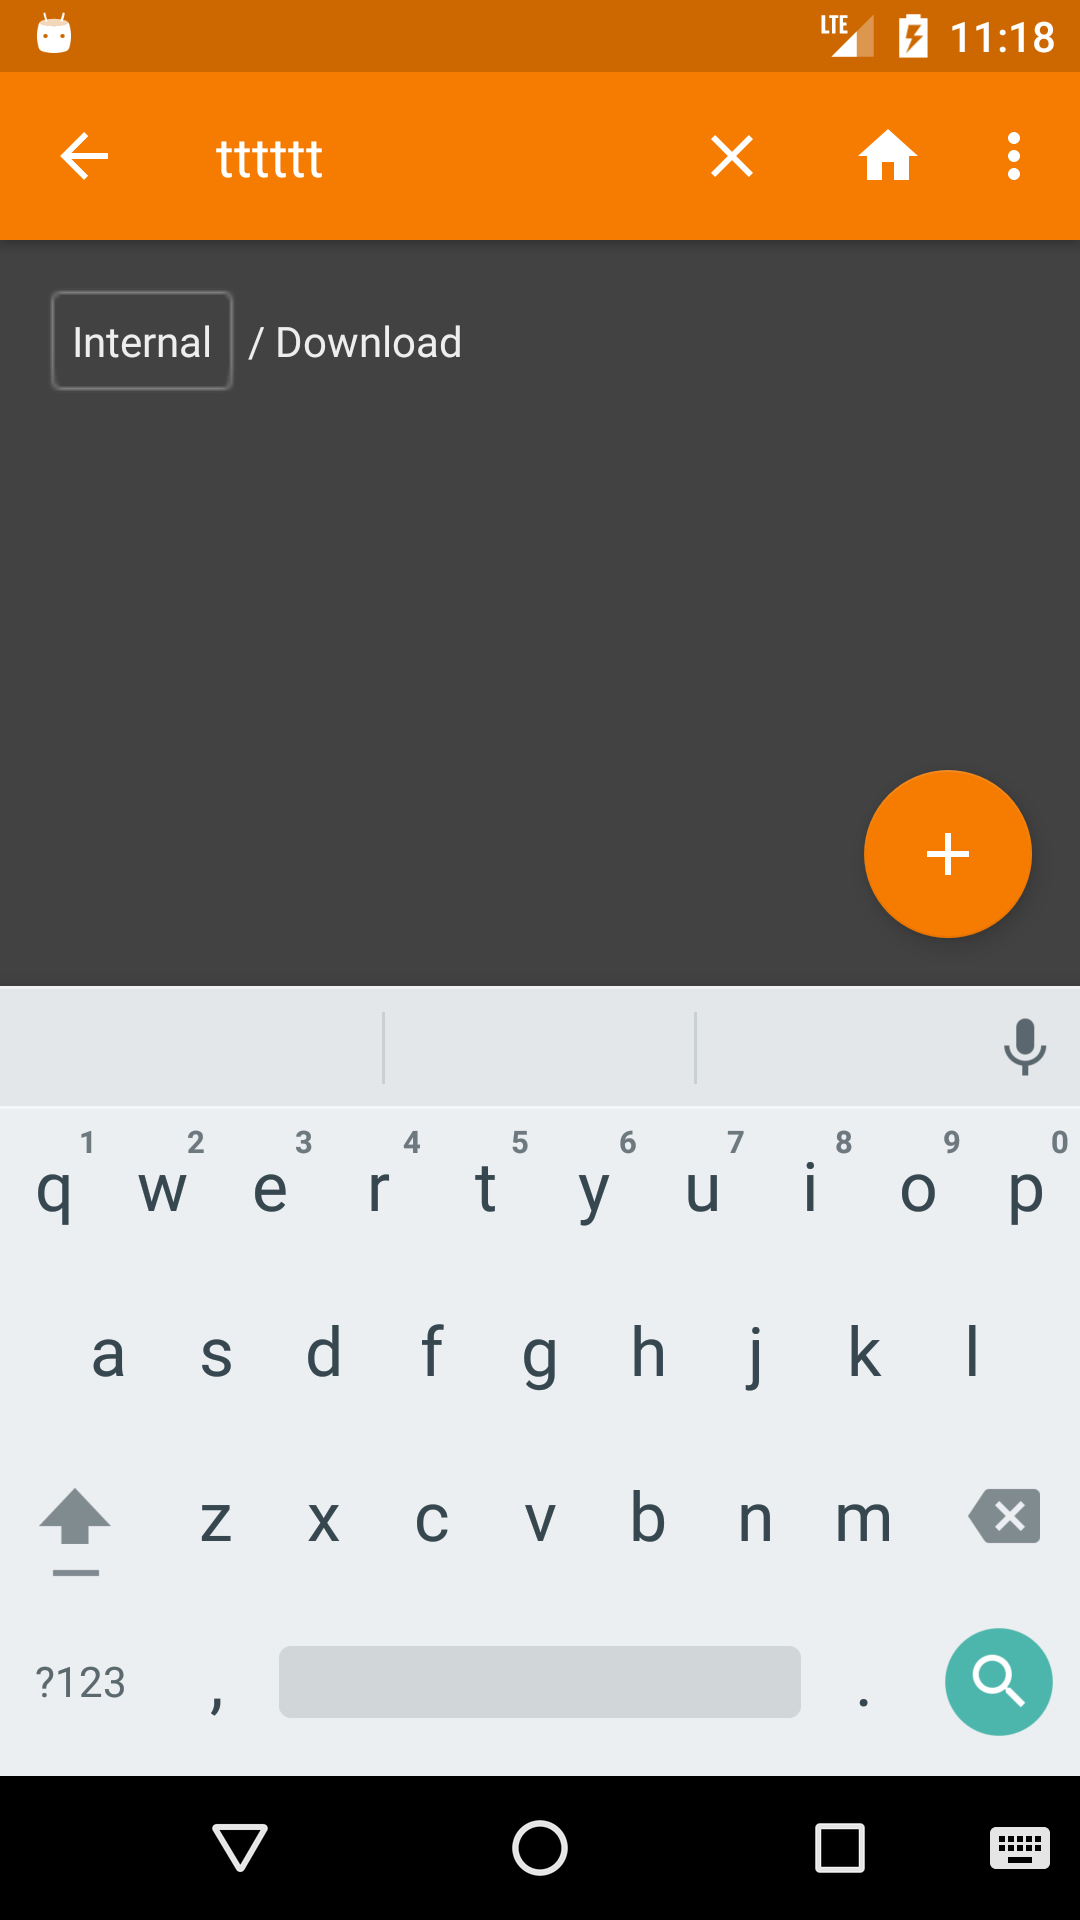 LTE 11:18
tttttt
Internal / Download
1 2 3 4 5 6 7 8 9 0
q w e r t y u i o p
a s d f g h j k l
z x c v b n m
?123 , .